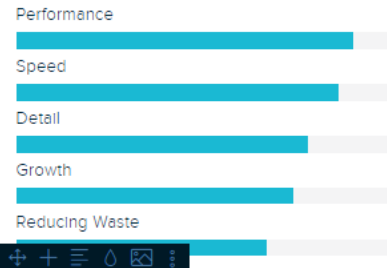 Performance
Speed
Detail
Growth
Reducing Waste